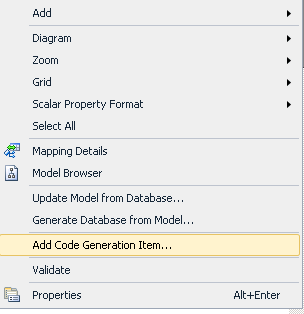 Add
Diagram
Zoom
Grid
Scalar Property Format
Select All
Mapping Details
Model Browser
Update Model from Database...
Generate Database from Model...
Add Code Generation Item...
Validate
Properties Alt+Enter